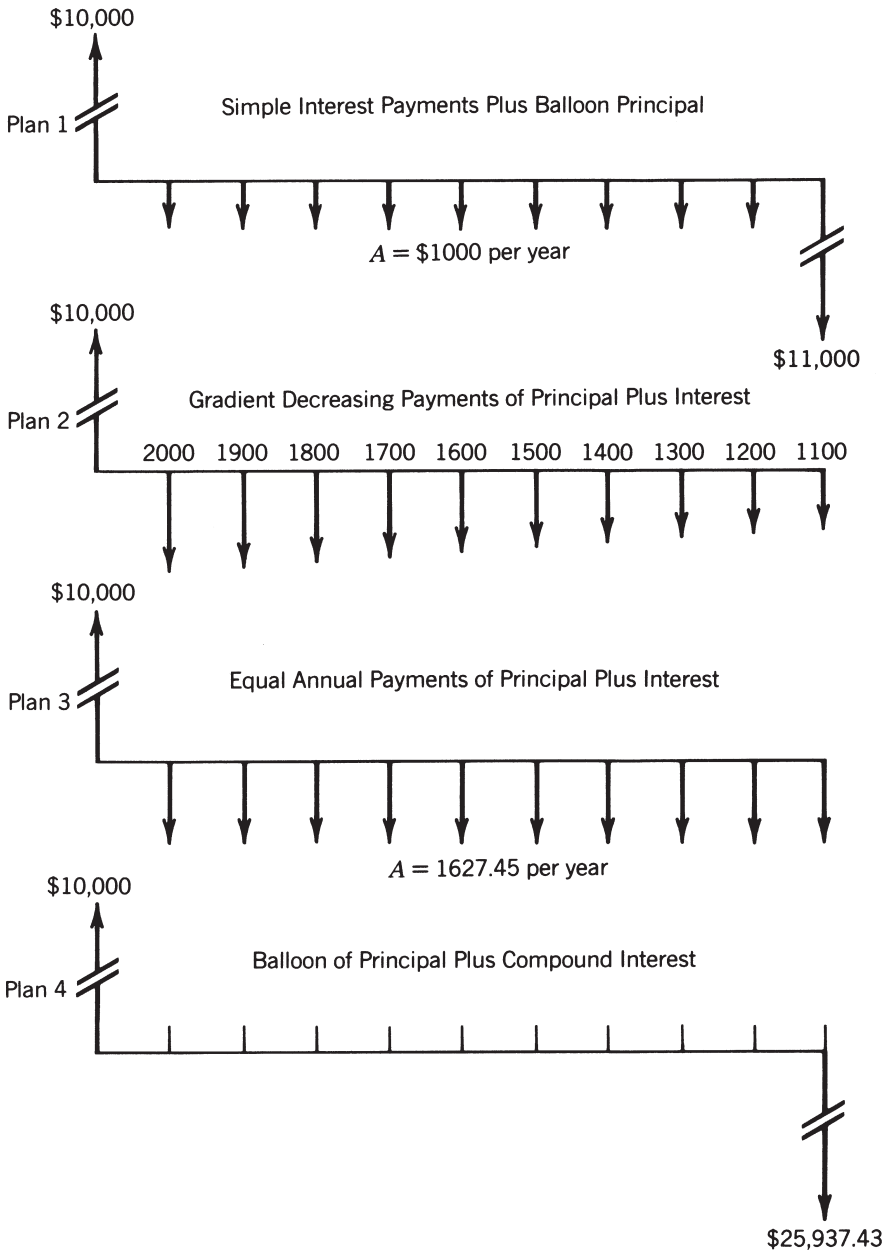 $10,000
Simple Interest Payments Plus Balloon Principal
Plan 1
A = $1000 per year
$11,000
$10,000
Gradient Decreasing Payments of Principal Plus Interest
Plan 2
2000 1900 1800 1700 1600 1500 1400 1300 1200 1100
$10,000
Equal Annual Payments of Principal Plus Interest
Plan 3
A = 1627.45 per year
$10,000
Balloon of Principal Plus Compound Interest
Plan 4
$25,937.43